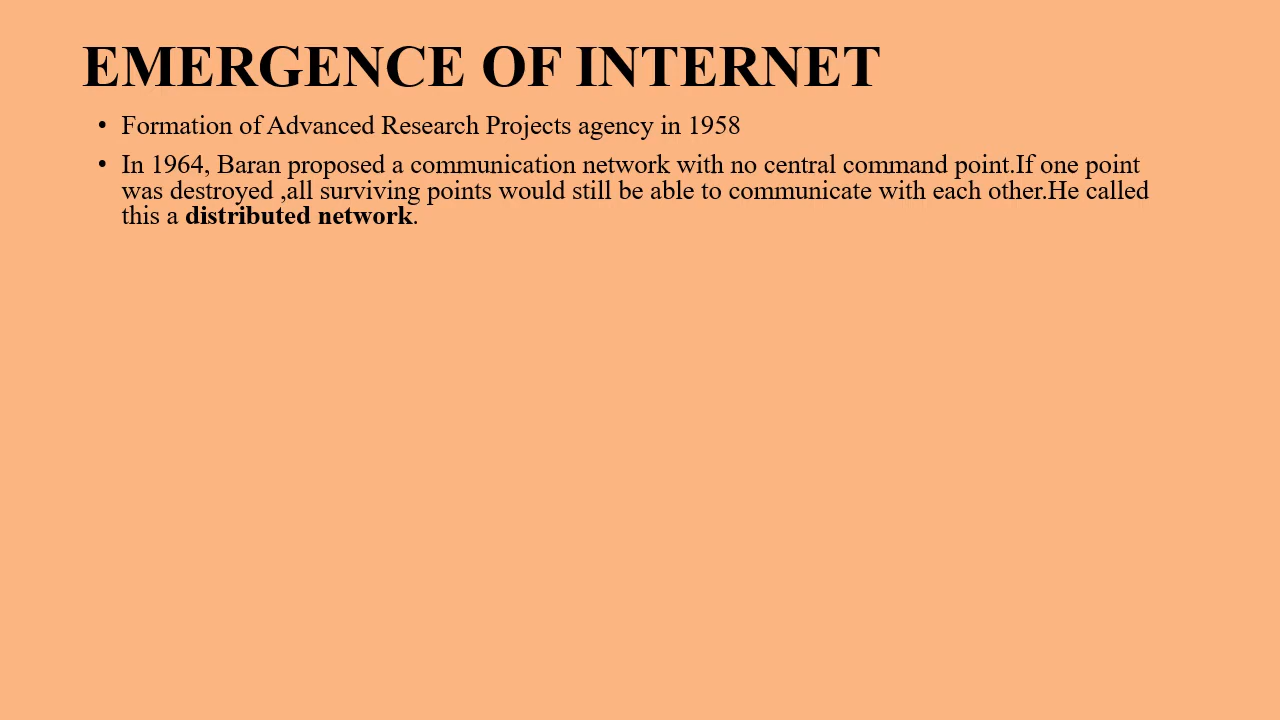 EMERGENCE OF INTERNET
• Formation of Advanced Research Projects agency in 1958
• In 1964, Baran proposed a communication network with no central command point.If one point
was destroyed ,all surviving points would still be able to communicate with each other.He called
this a distributed network.